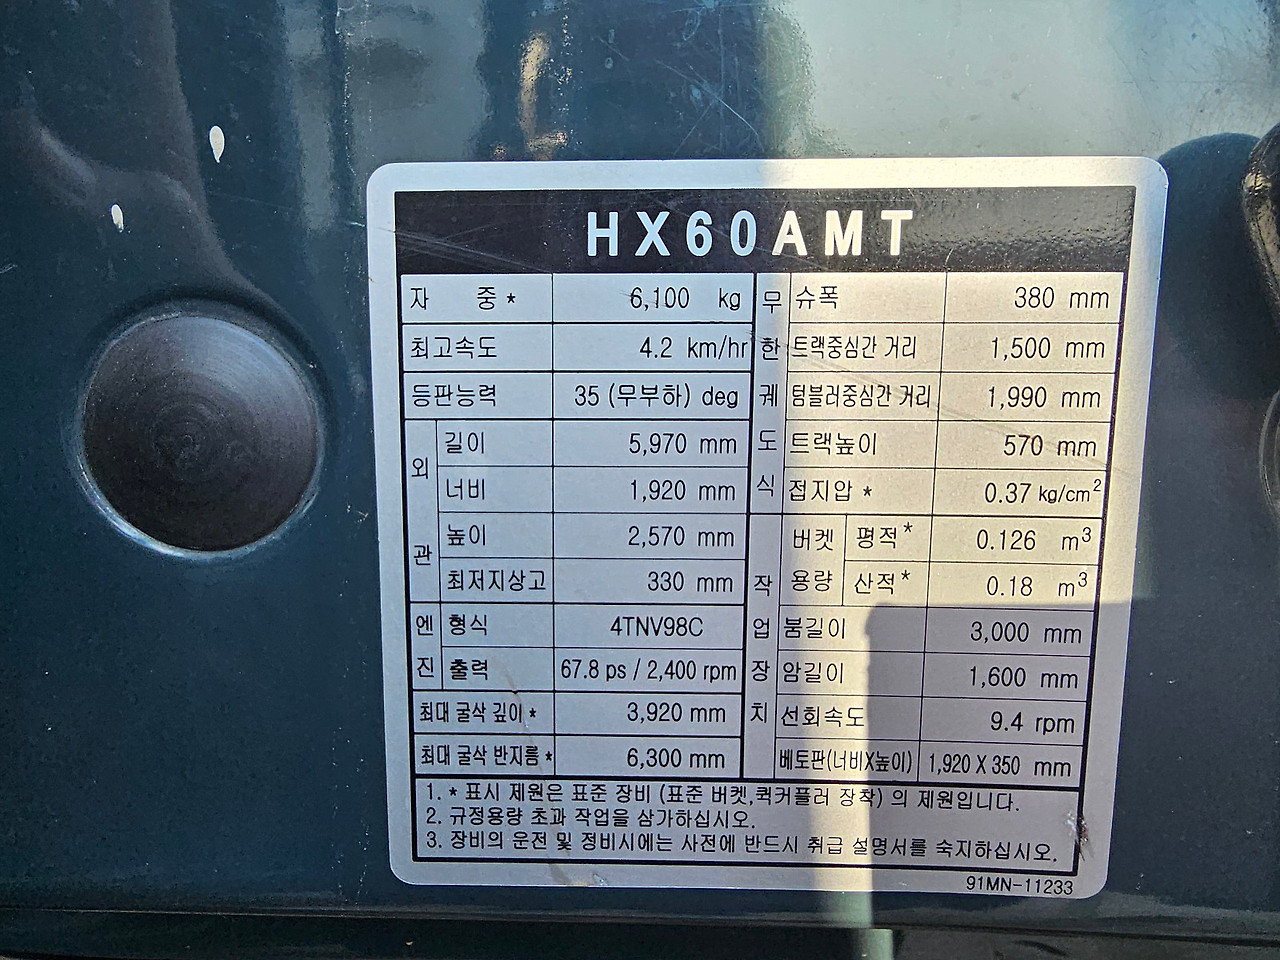 HX60AMT
자 중* 6,100 kg
최고속도 4.2 km/hr
등판능력 35 (무부하) deg
외관
길이 5,970 mm
너비 1,920 mm
높이 2,570 mm
최저지상고 330 mm
엔진
형식 4TNV98C
출력 67.8 ps / 2,400 rpm
최대 굴삭 깊이* 3,920 mm
최대 굴삭 반지름* 6,300 mm
무한궤도식
슈폭 380 mm
트랙중심간 거리 1,500 mm
텀블러중심간 거리 1,990 mm
트랙높이 570 mm
접지압* 0.37 kg/cm²
작업장치
버켓용량
평적* 0.126 m³
산적* 0.18 m³
붐길이 3,000 mm
암길이 1,600 mm
선회속도 9.4 rpm
베토판(너비X높이) 1,920 X 350 mm
1. * 표시 제원은 표준 장비 (표준 버켓,퀵커플러 장착) 의 제원입니다.
2. 규정용량 초과 작업을 삼가하십시오.
3. 장비의 운전 및 정비시에는 사전에 반드시 취급 설명서를 숙지하십시오.
91MN-11233